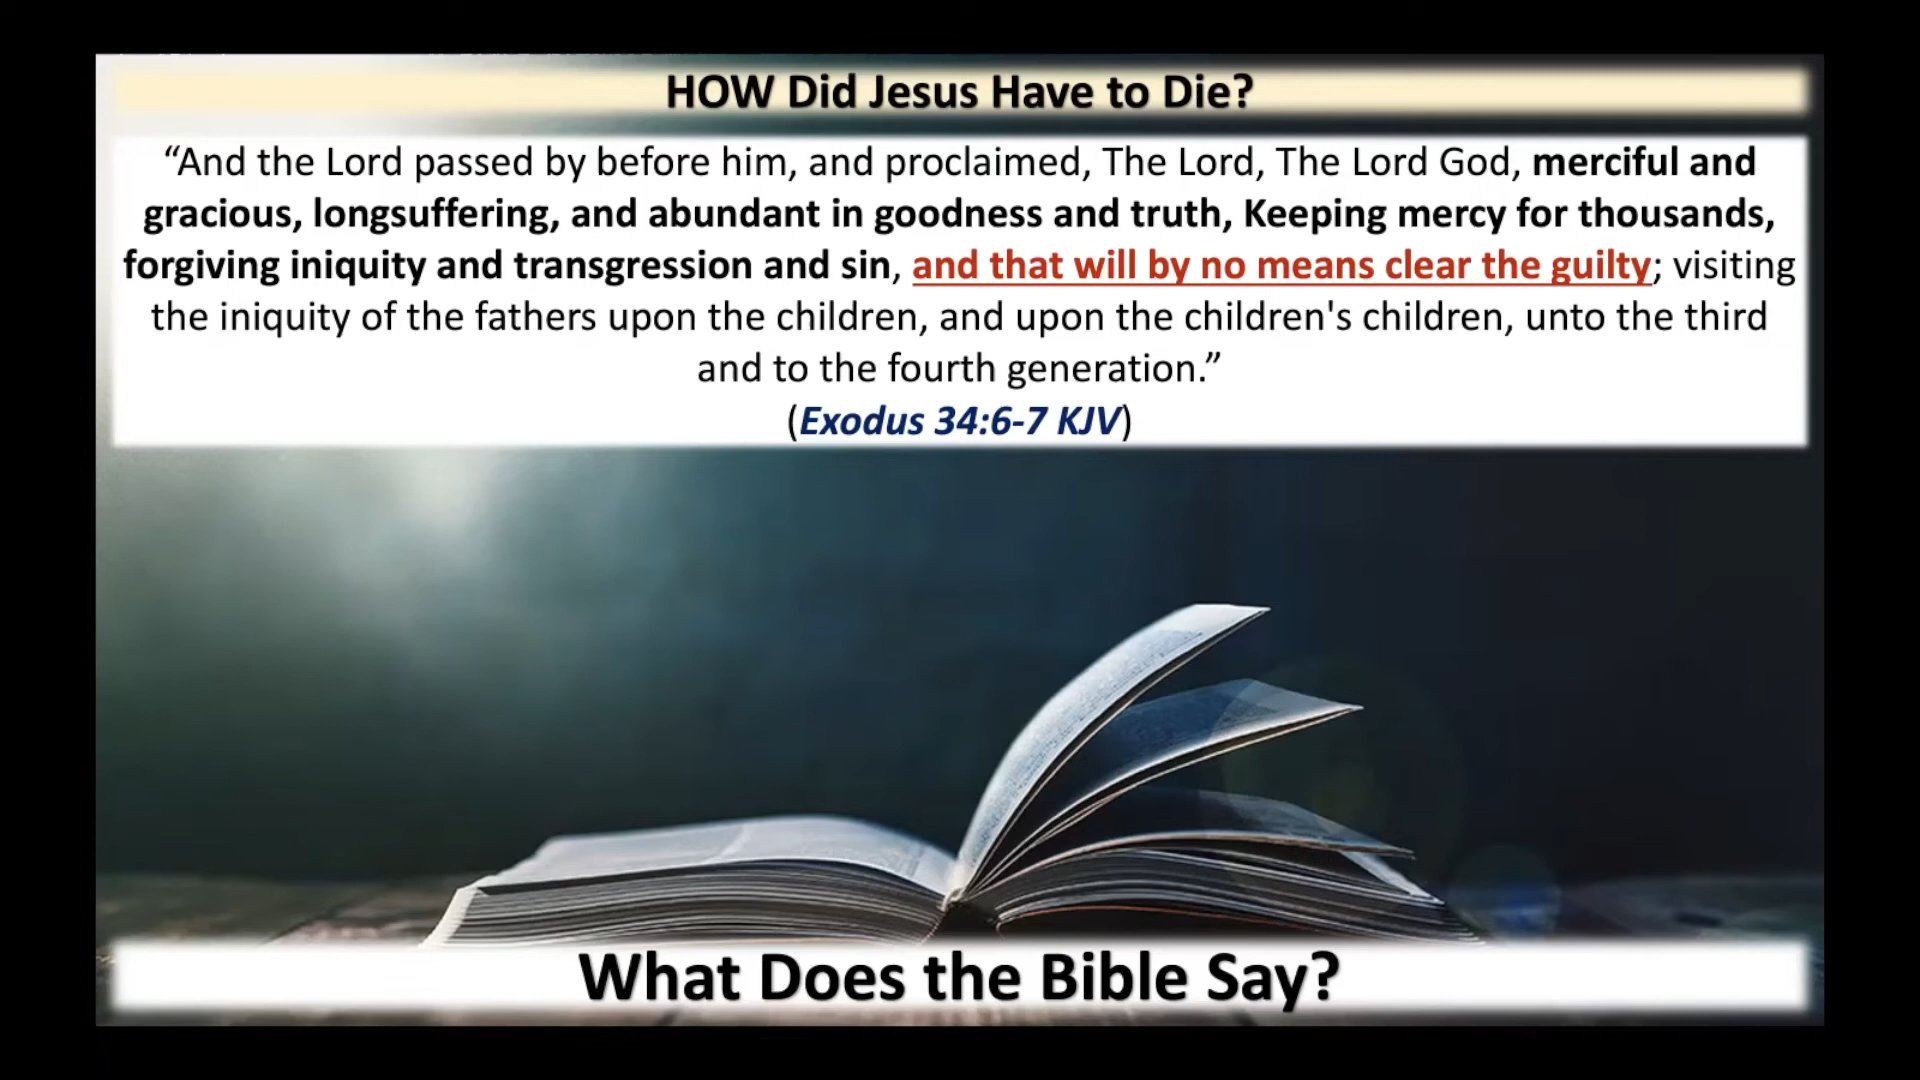 HOW Did Jesus Have to Die?
“And the Lord passed by before him, and proclaimed, The Lord, The Lord God, merciful and
gracious, longsuffering, and abundant in goodness and truth, Keeping mercy for thousands,
forgiving iniquity and transgression and sin, and that will by no means clear the guilty; visiting
the iniquity of the fathers upon the children, and upon the children's children, unto the third
and to the fourth generation.”
(Exodus 34:6-7 KJV)
What Does the Bible Say?